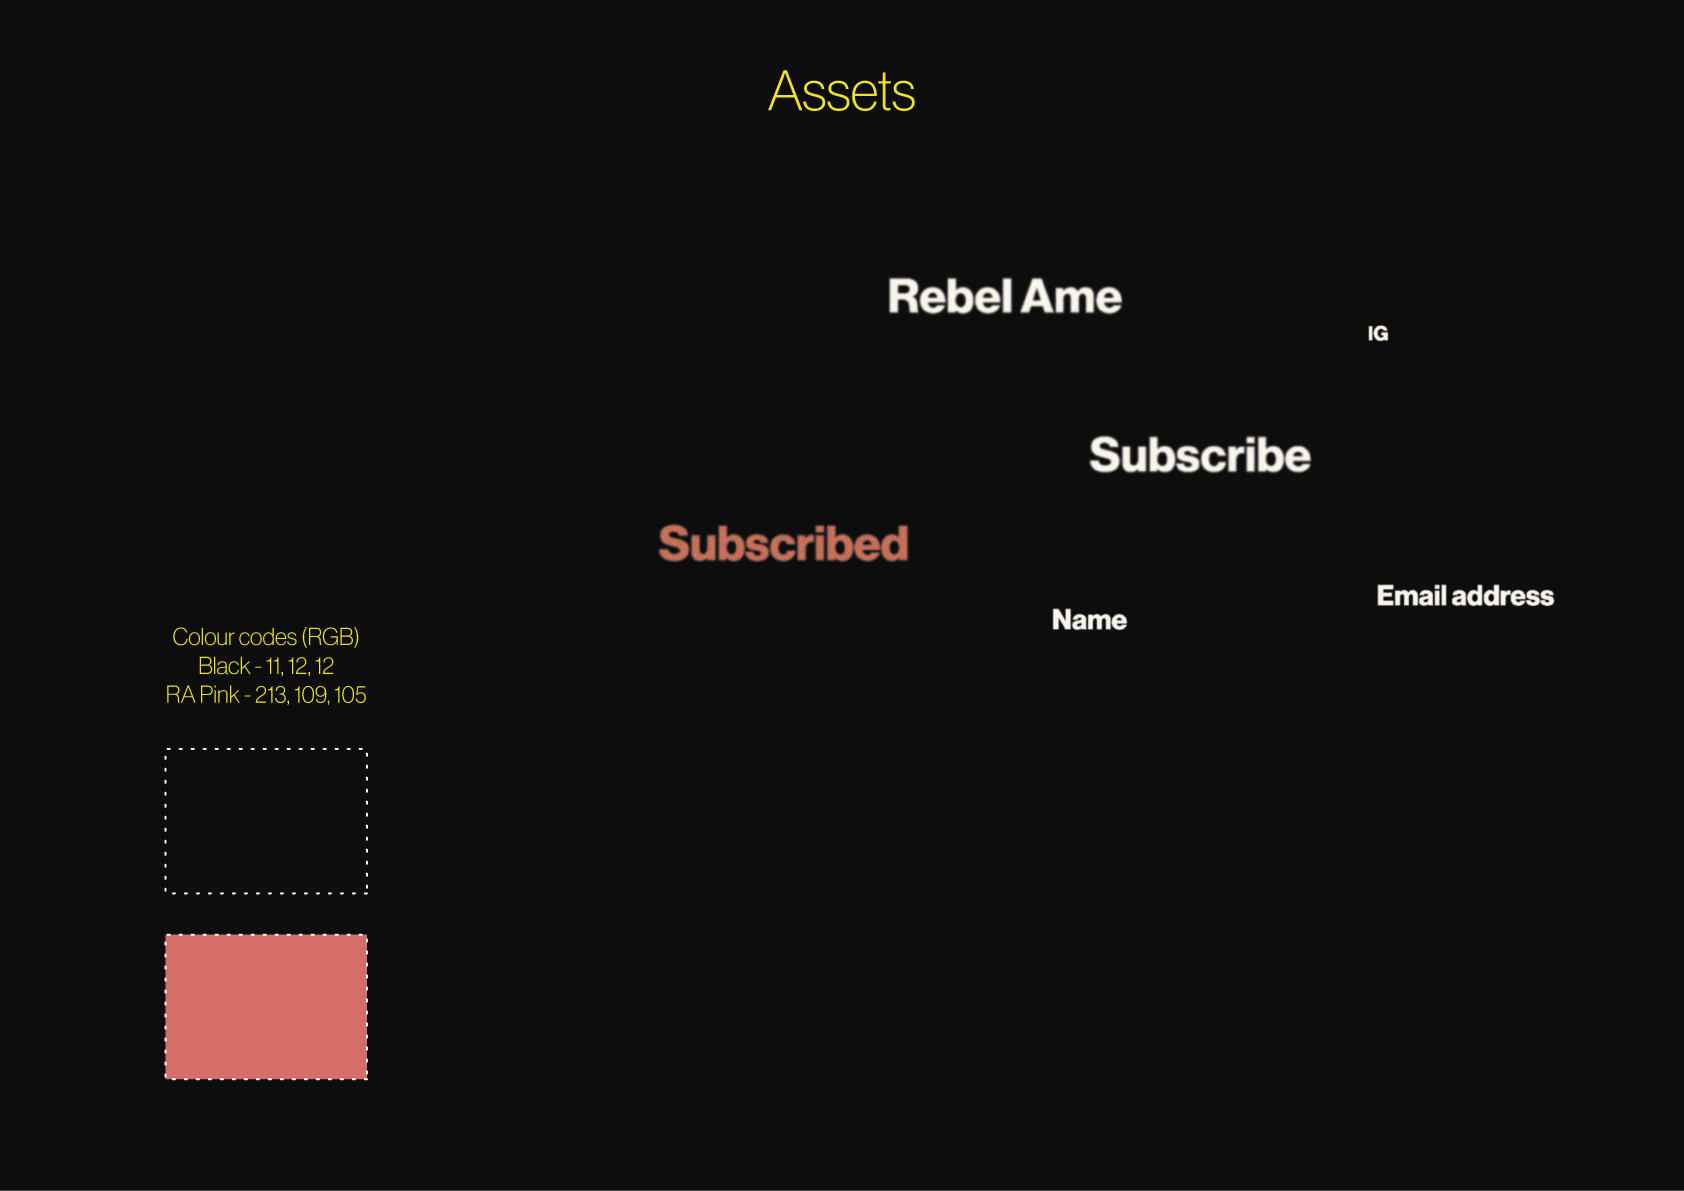 Assets
Rebel Ame
IG
Subscribe
Subscribed
Email address
Name
Colour codes (RGB)
Black - 11, 12, 12
RA Pink - 213, 109, 105